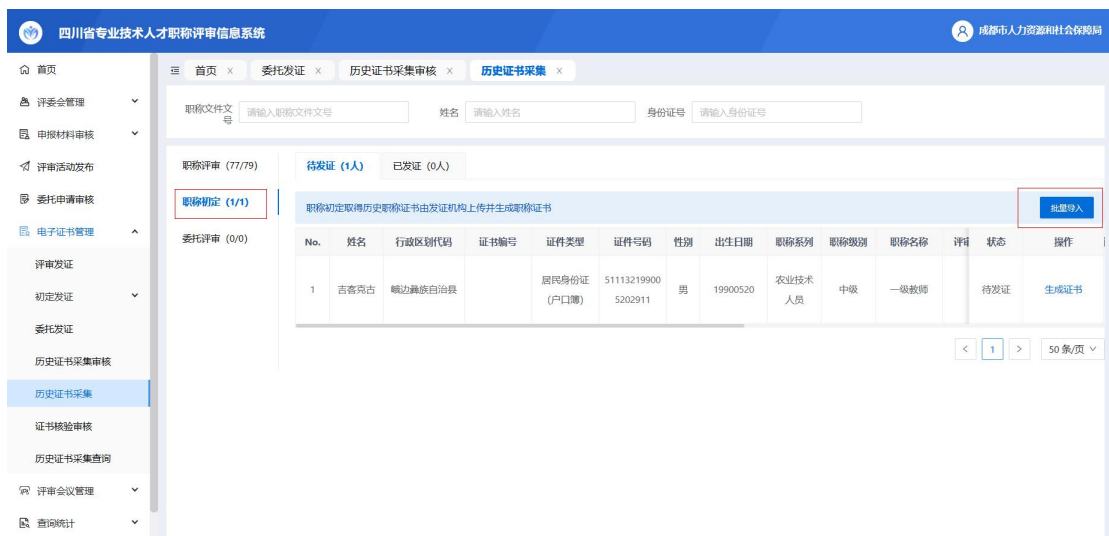 四川省专业技术人才职称评审信息系统
成都市人力资源和社会保障局
首页
评委会管理
申报材料审核
评审活动发布
委托申请审核
电子证书管理
评审发证
初定发证
委托发证
历史证书采集审核
历史证书采集
证书核验审核
历史证书采集查询
评审会议管理
查询统计
首页 × 委托发证 × 历史证书采集审核 × 历史证书采集 ×
职称文件文号 请输入职称文件文号 姓名 请输入姓名 身份证号 请输入身份证号
职称评审 (77/79)
职称初定 (1/1)
委托评审 (0/0)
待发证 (1人) 已发证 (0人)
职称初定取得历史职称证书由发证机构上传并生成职称证书 批量导入
No. 姓名 行政区划代码 证书编号 证件类型 证件号码 性别 出生日期 职称系列 职称级别 职称名称 评审 状态 操作
1 吉客克古 峨边彝族自治县 居民身份证(户口簿) 511132199005202911 男 19900520 农业技术人员 中级 一级教师 待发证 生成证书
< 1 > 50 条/页